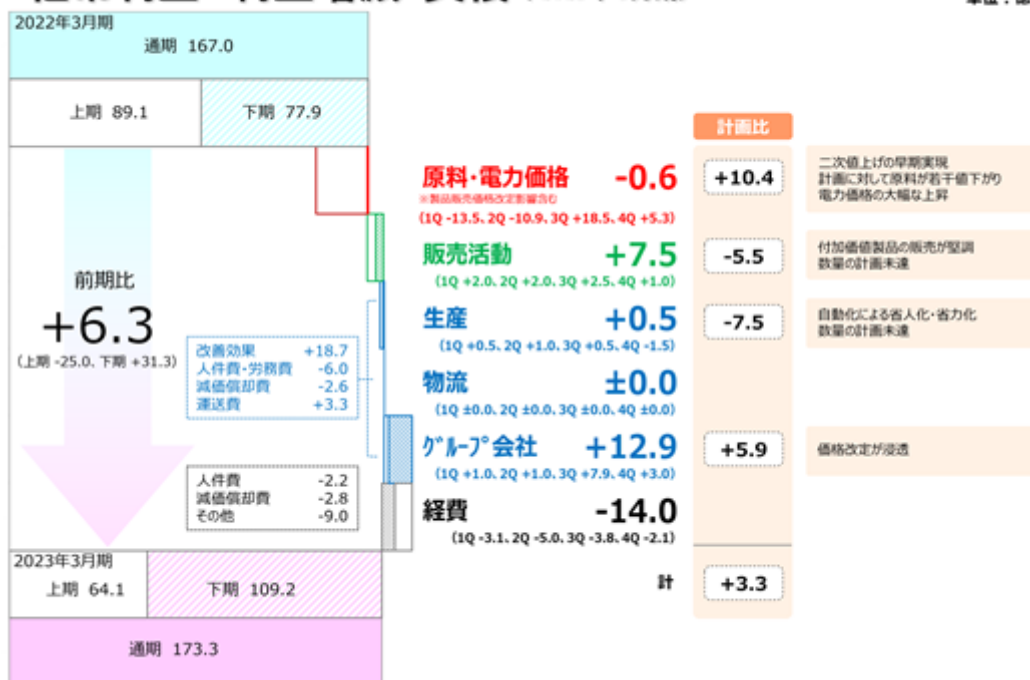 2022年3月期
通期 167.0
上期 89.1
下期 77.9
計画比
原料・電力価格 -0.6
※製品販売価格改定影響含む
(1Q -13.5、2Q -10.9、3Q +18.5、4Q +5.3)
+10.4
二次値上げの早期実現
計画に対して原料が若干値下がり
電力価格の大幅な上昇
販売活動 +7.5
(1Q +2.0、2Q +2.0、3Q +2.5、4Q +1.0)
-5.5
付加価値製品の販売が堅調
数量の計画未達
前期比
+6.3
(上期 -25.0、下期 +31.3)
生産 +0.5
(1Q +0.5、2Q +1.0、3Q +0.5、4Q -1.5)
-7.5
自動化による省人化・省力化
数量の計画未達
改善効果 +18.7
人件費・労務費 -6.0
減価償却費 -2.6
運送費 +3.3
物流 ±0.0
(1Q ±0.0、2Q ±0.0、3Q ±0.0、4Q ±0.0)
グループ会社 +12.9
(1Q +1.0、2Q +1.0、3Q +7.9、4Q +3.0)
+5.9
価格改定が浸透
人件費 -2.2
減価償却費 -2.8
その他 -9.0
経費 -14.0
(1Q -3.1、2Q -5.0、3Q -3.8、4Q -2.1)
2023年3月期
上期 64.1
下期 109.2
計 +3.3
通期 173.3